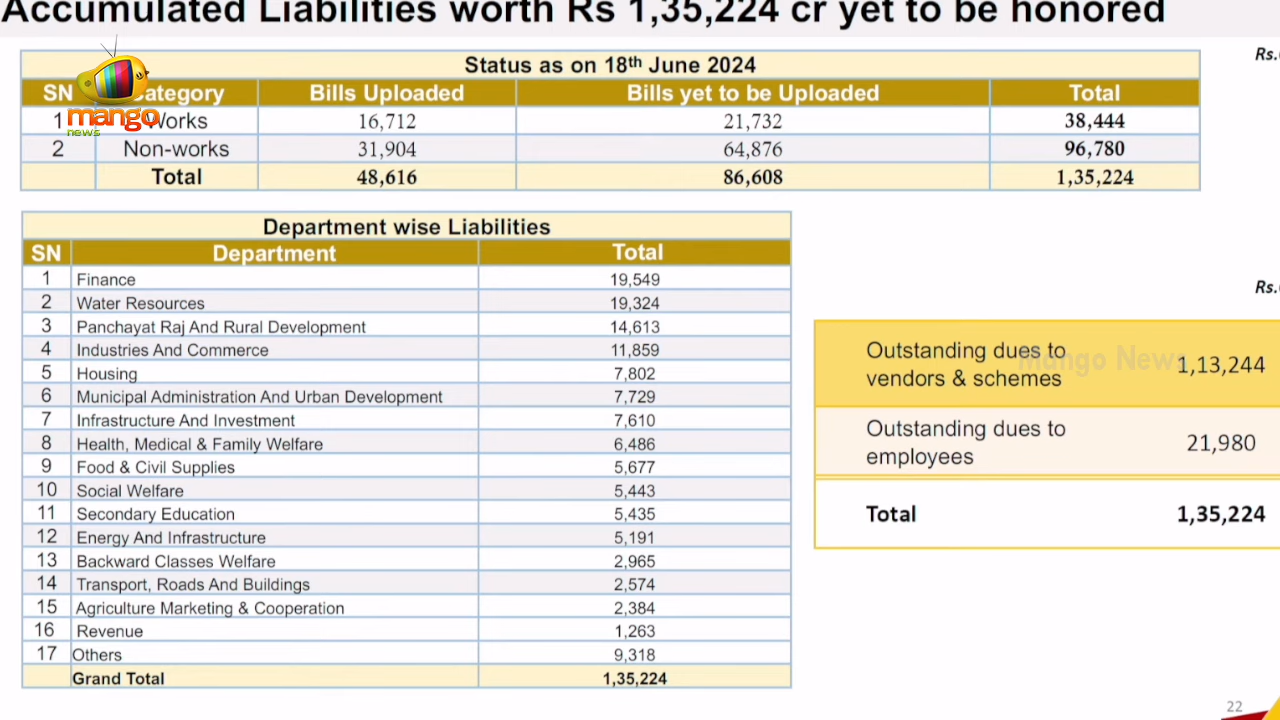 Accumulated Liabilities worth Rs 1,35,224 cr yet to be honored
Rs.
Status as on 18th June 2024
SN Category Bills Uploaded Bills yet to be Uploaded Total
1 Works 16,712 21,732 38,444
2 Non-works 31,904 64,876 96,780
Total 48,616 86,608 1,35,224
mango
news
Department wise Liabilities
SN Department Total
1 Finance 19,549
2 Water Resources 19,324
3 Panchayat Raj And Rural Development 14,613
4 Industries And Commerce 11,859
5 Housing 7,802
6 Municipal Administration And Urban Development 7,729
7 Infrastructure And Investment 7,610
8 Health, Medical & Family Welfare 6,486
9 Food & Civil Supplies 5,677
10 Social Welfare 5,443
11 Secondary Education 5,435
12 Energy And Infrastructure 5,191
13 Backward Classes Welfare 2,965
14 Transport, Roads And Buildings 2,574
15 Agriculture Marketing & Cooperation 2,384
16 Revenue 1,263
17 Others 9,318
Grand Total 1,35,224
Rs.
Outstanding dues to
vendors & schemes 1,13,244
Mango News
Outstanding dues to
employees 21,980
Total 1,35,224
22